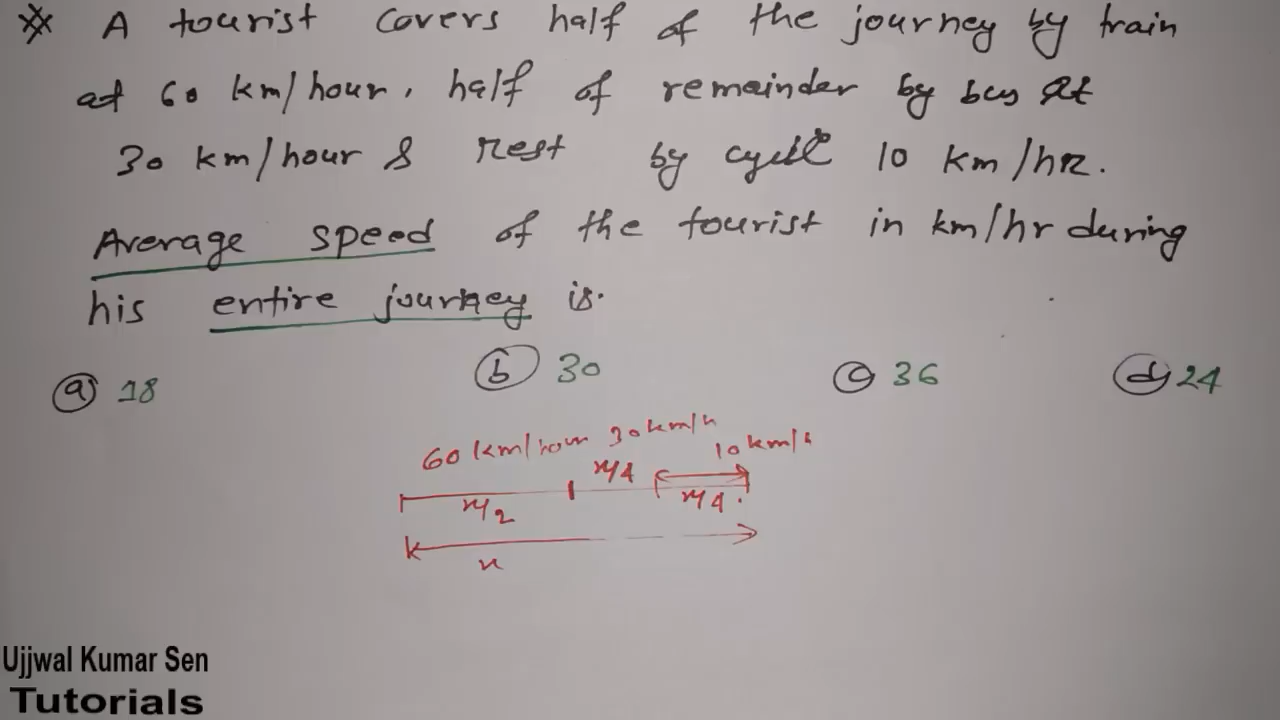 ※ A tourist covers half of the journey by train
at 60 km/hour, half of remainder by bus at
30 km/hour & rest by cycle 10 km/hr.
Average speed of the tourist in km/hr during
his entire journey is.
(a) 18 (b) 30 (c) 36 (d) 24
60 km/hour 30 km/h 10 km/h
x/2 x/4 x/4
x
Ujjwal Kumar Sen
Tutorials